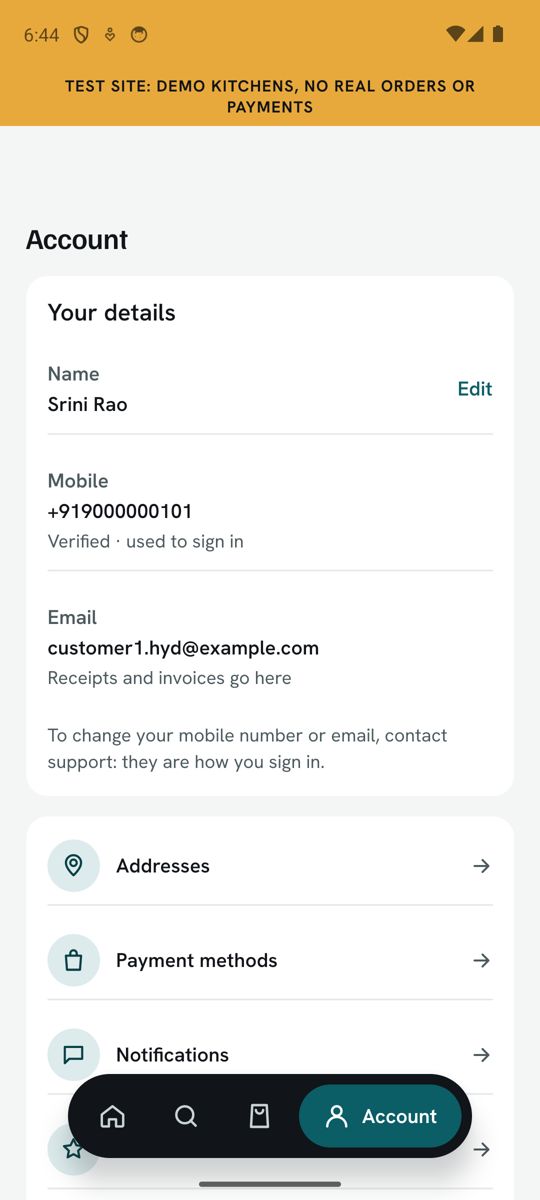 6:44
TEST SITE: DEMO KITCHENS, NO REAL ORDERS OR
PAYMENTS
Account
Your details
Name
Srini Rao
Edit
Mobile
+919000000101
Verified · used to sign in
Email
customer1.hyd@example.com
Receipts and invoices go here
To change your mobile number or email, contact
support: they are how you sign in.
Addresses
Payment methods
Notifications
Account